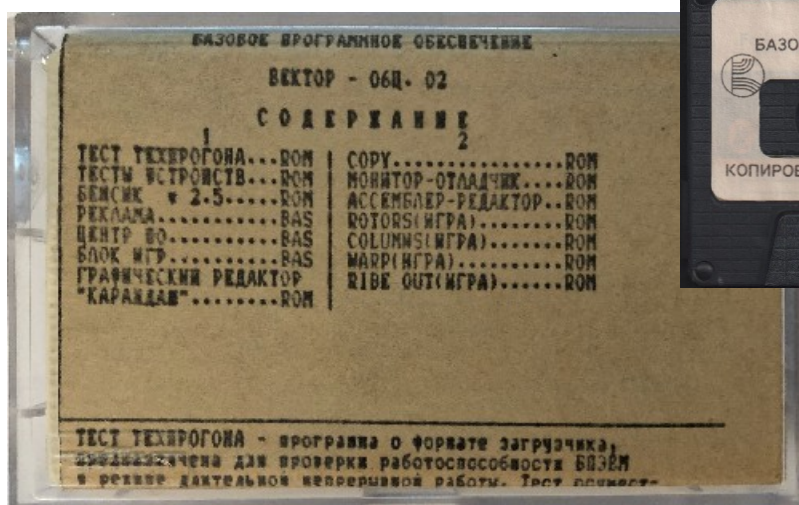 БАЗОВОЕ ПРОГРАММНОЕ ОБЕСПЕЧЕНИЕ
ВЕКТОР - 06Ц. 02
СОДЕРЖАНИЕ
1
ТЕСТ ТЕХПРОГОНА...ROM
ТЕСТЫ УСТРОЙСТВ...ROM
БЕЙСИК v 2.5.....ROM
РЕКЛАМА..........BAS
ЦЕНТР ПО.........BAS
БЛОК ИГР.........BAS
ГРАФИЧЕСКИЙ РЕДАКТОР
"КАРАНДАШ"........ROM
2
COPY...............ROM
МОНИТОР-ОТЛАДЧИК....ROM
АССЕМБЛЕР-РЕДАКТОР..ROM
ROTORS(ИГРА)........ROM
COLUMNS(ИГРА).......ROM
WARP(ИГРА)..........ROM
RIBE OUT(ИГРА)......ROM
ТЕСТ ТЕХПРОГОНА - программа о формате загрузчика,
предназначена для проверки работоспособности БПЭВМ
в режиме длительной непрерывной работы. Тест
БАЗО
КОПИРОВ